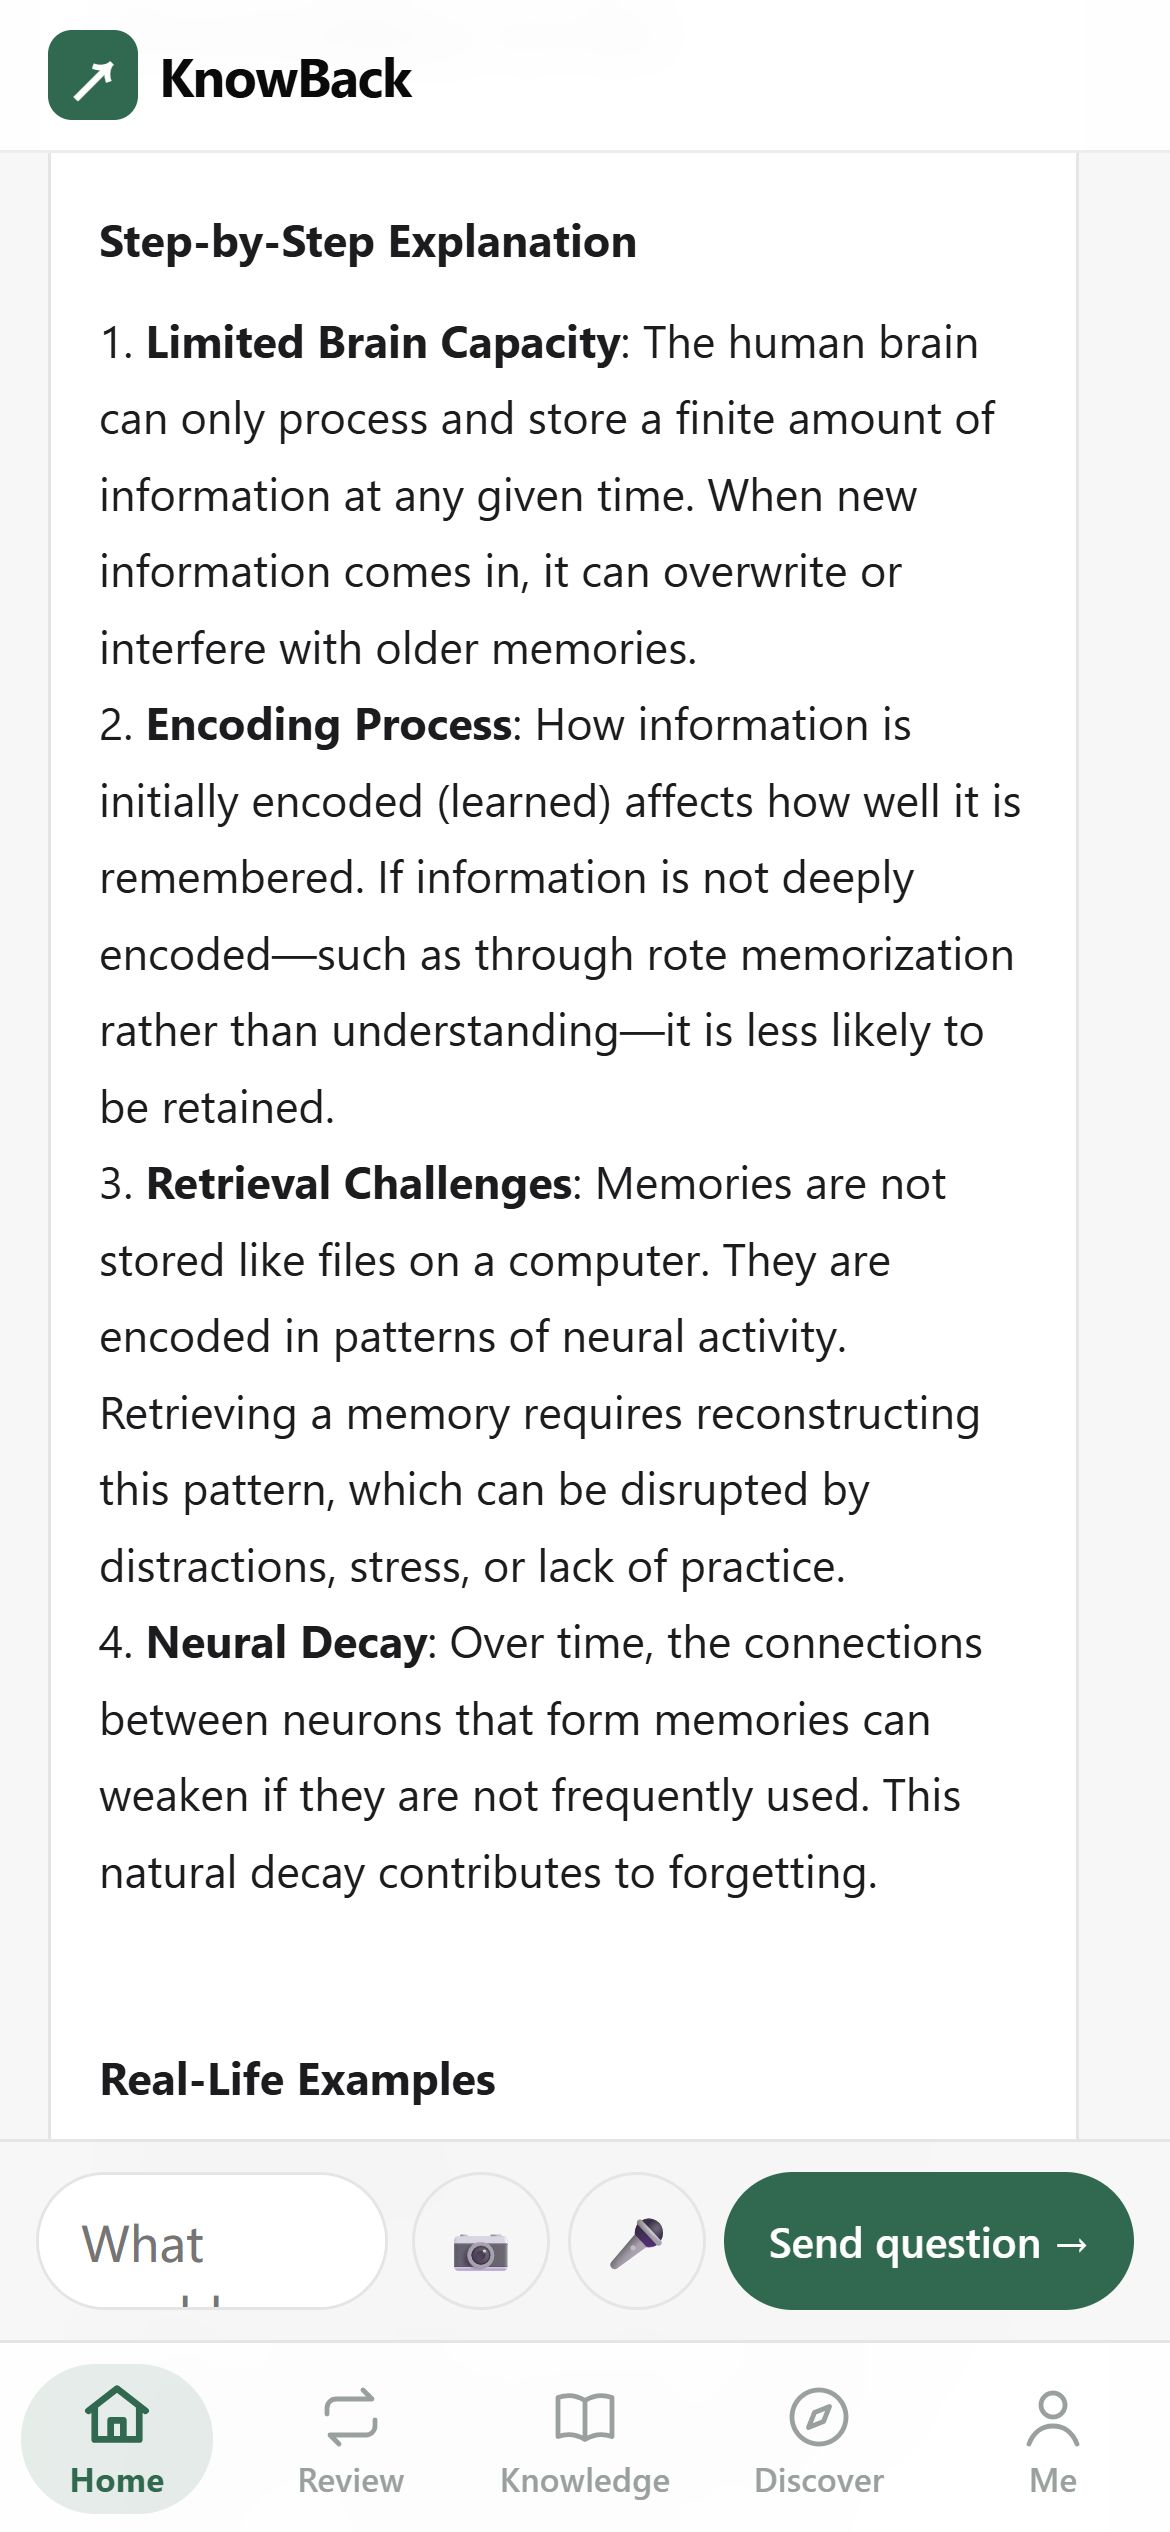 KnowBack
Step-by-Step Explanation
1. Limited Brain Capacity: The human brain
can only process and store a finite amount of
information at any given time. When new
information comes in, it can overwrite or
interfere with older memories.
2. Encoding Process: How information is
initially encoded (learned) affects how well it is
remembered. If information is not deeply
encoded—such as through rote memorization
rather than understanding—it is less likely to
be retained.
3. Retrieval Challenges: Memories are not
stored like files on a computer. They are
encoded in patterns of neural activity.
Retrieving a memory requires reconstructing
this pattern, which can be disrupted by
distractions, stress, or lack of practice.
4. Neural Decay: Over time, the connections
between neurons that form memories can
weaken if they are not frequently used. This
natural decay contributes to forgetting.
Real-Life Examples
What
Send question →
Home Review Knowledge Discover Me